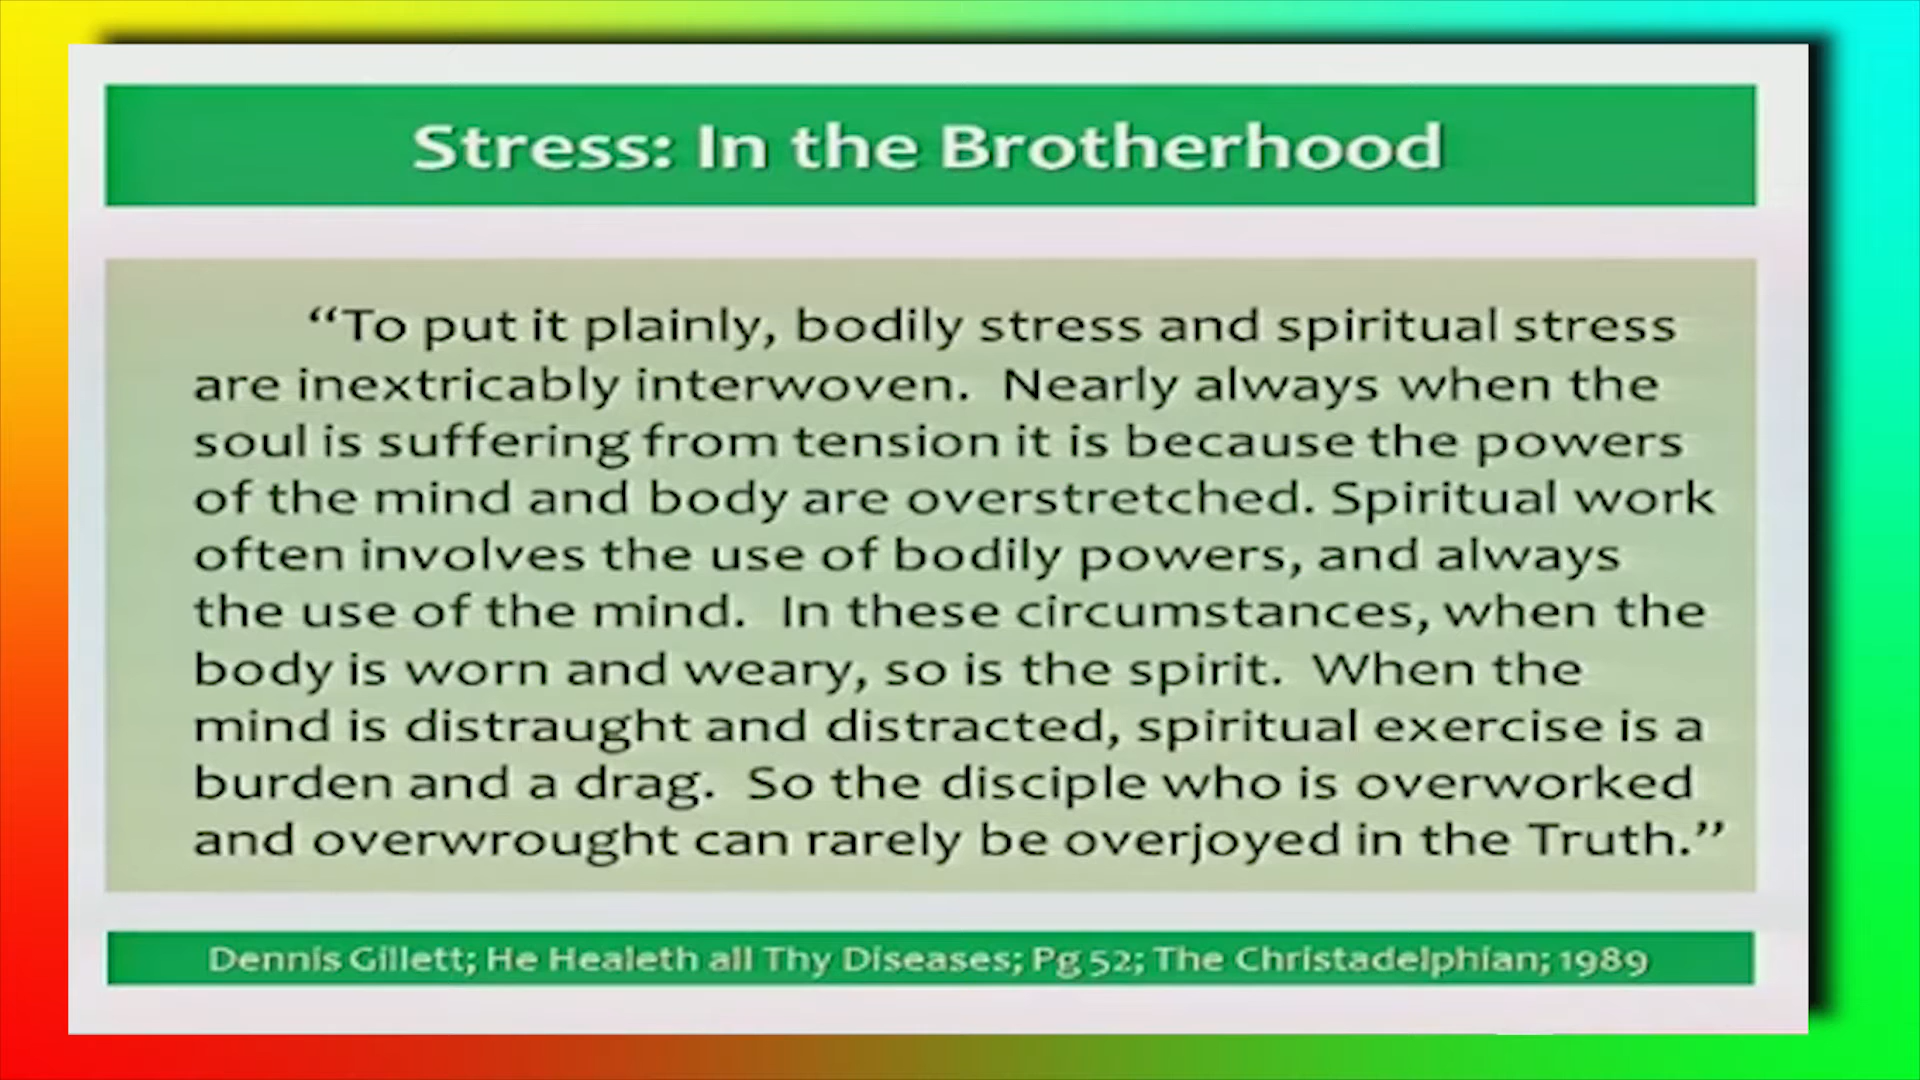 Stress: In the Brotherhood
“To put it plainly, bodily stress and spiritual stress
are inextricably interwoven. Nearly always when the
soul is suffering from tension it is because the powers
of the mind and body are overstretched. Spiritual work
often involves the use of bodily powers, and always
the use of the mind. In these circumstances, when the
body is worn and weary, so is the spirit. When the
mind is distraught and distracted, spiritual exercise is a
burden and a drag. So the disciple who is overworked
and overwrought can rarely be overjoyed in the Truth.”
Dennis Gillett; He Healeth all Thy Diseases; Pg 52; The Christadelphian; 1989